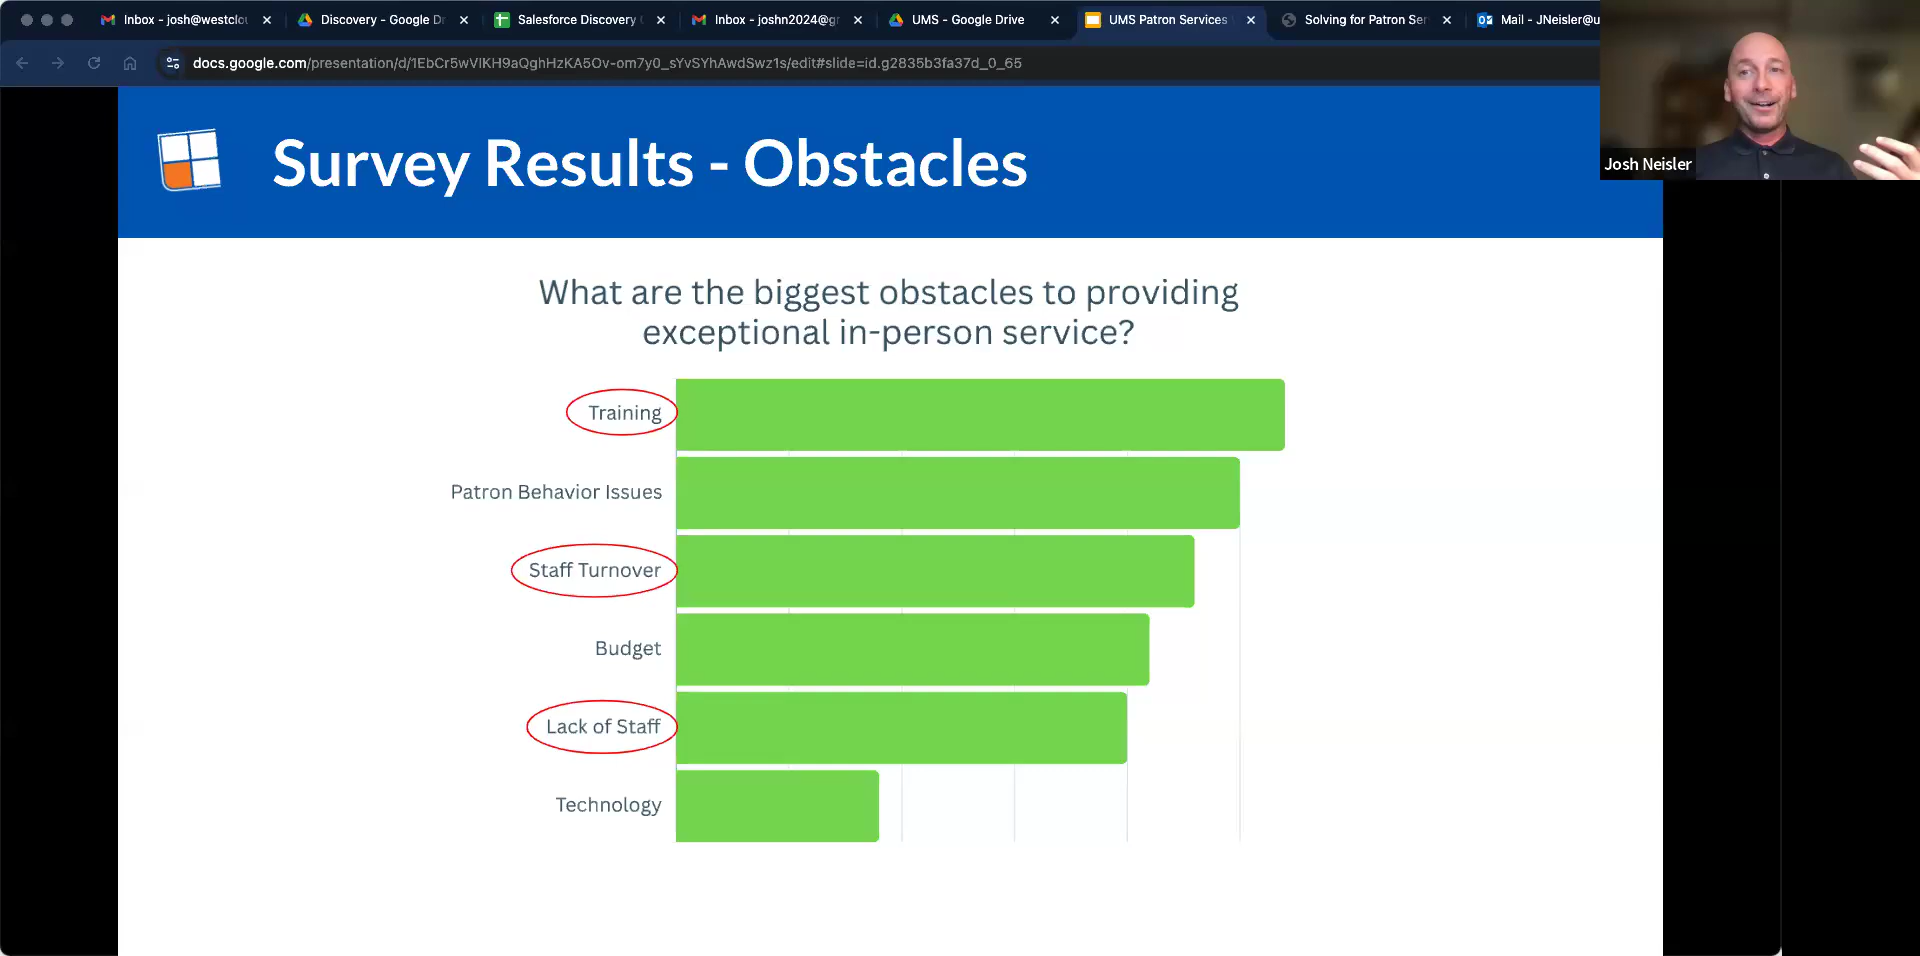 Inbox - josh@westclou
Discovery - Google Dr
Salesforce Discovery
Inbox - joshn2024@gr
UMS - Google Drive
UMS Patron Services
Solving for Patron Ser
Mail - JNeisler@u
docs.google.com/presentation/d/1EbCr5wVIKH9aQghHzKA5Ov-om7y0_sYvSYhAwdSwz1s/edit#slide=id.g2835b3fa37d_0_65
Josh Neisler
Survey Results - Obstacles
What are the biggest obstacles to providing
exceptional in-person service?
Training
Patron Behavior Issues
Staff Turnover
Budget
Lack of Staff
Technology